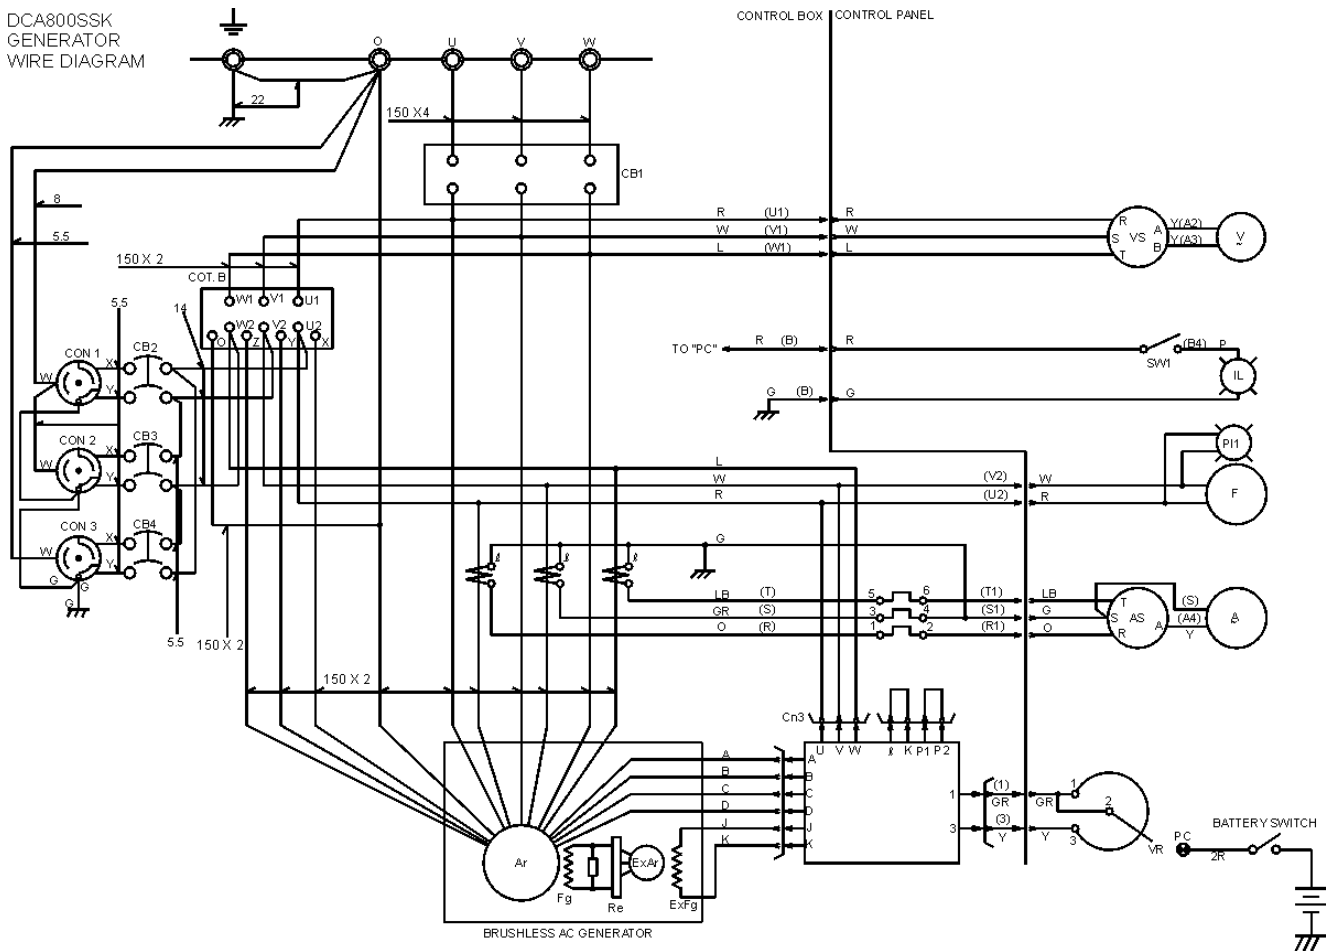 DCA800SSK
GENERATOR
WIRE DIAGRAM
CONTROL BOX
CONTROL PANEL
O
U
V
W
22
150 X4
CB1
8
5.5
150 X 2
COT. B
W1
V1
U1
O
W2
Z
V2
Y
U2
X
5.5
14
R
(U1)
R
W
(V1)
W
L
(W1)
L
R
S
T
VS
A
B
Y(A2)
Y(A3)
V
TO "PC"
R
(B)
R
SW1
(B4)
P
IL
G
(B)
G
CON 1
W
X
Y
CB2
CON 2
W
X
Y
CB3
CON 3
W
X
Y
CB4
G
G
G
5.5
150 X 2
L
W
(V2)
W
R
(U2)
R
PI1
F
G
ℓ
ℓ
ℓ
LB
(T)
5
6
(T1)
LB
GR
(S)
3
4
(S1)
G
O
(R)
1
2
(R1)
O
T
S
AS
A
R
(S)
(A4)
Y
A
150 X 2
Cn3
U
V
W
ℓ
K
P1
P2
A
A
B
B
C
C
D
D
J
J
K
K
1
(1)
GR
GR
1
2
3
(3)
Y
Y
3
VR
BATTERY SWITCH
PC
2R
Ar
Fg
Re
ExAr
ExFg
BRUSHLESS AC GENERATOR